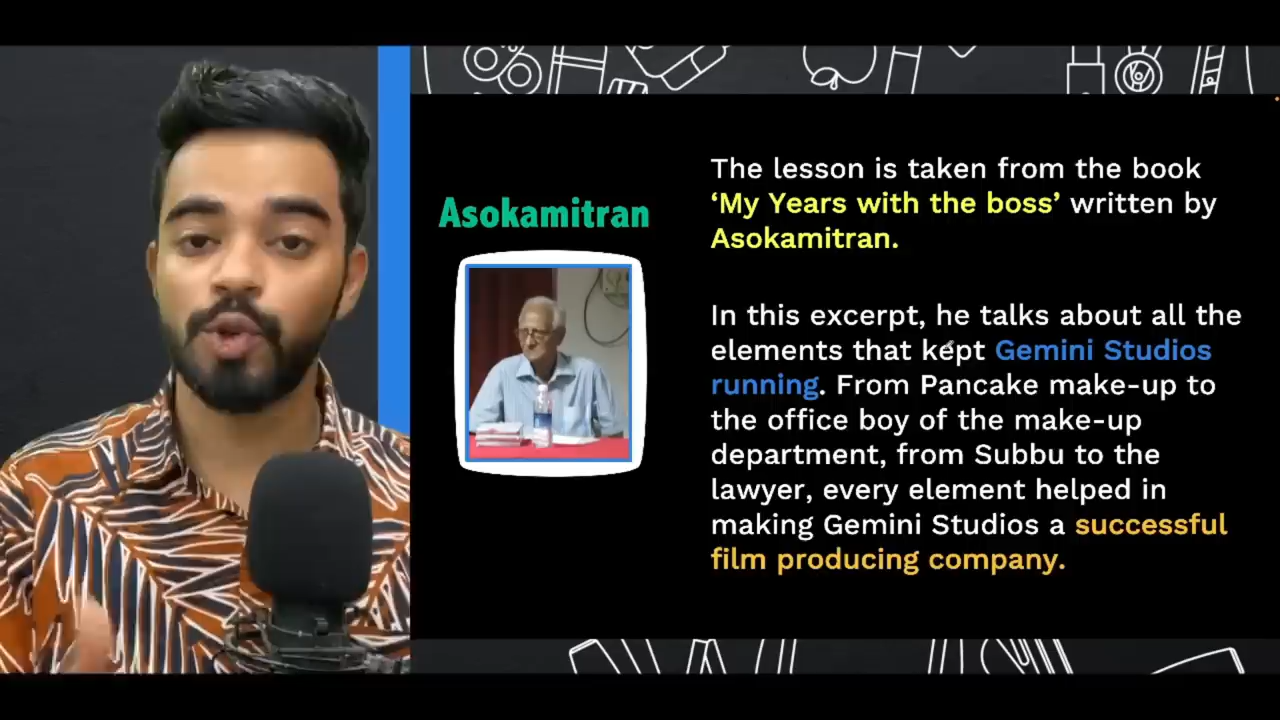 Asokamitran
The lesson is taken from the book
‘My Years with the boss’ written by
Asokamitran.
In this excerpt, he talks about all the
elements that kept Gemini Studios
running. From Pancake make-up to
the office boy of the make-up
department, from Subbu to the
lawyer, every element helped in
making Gemini Studios a successful
film producing company.